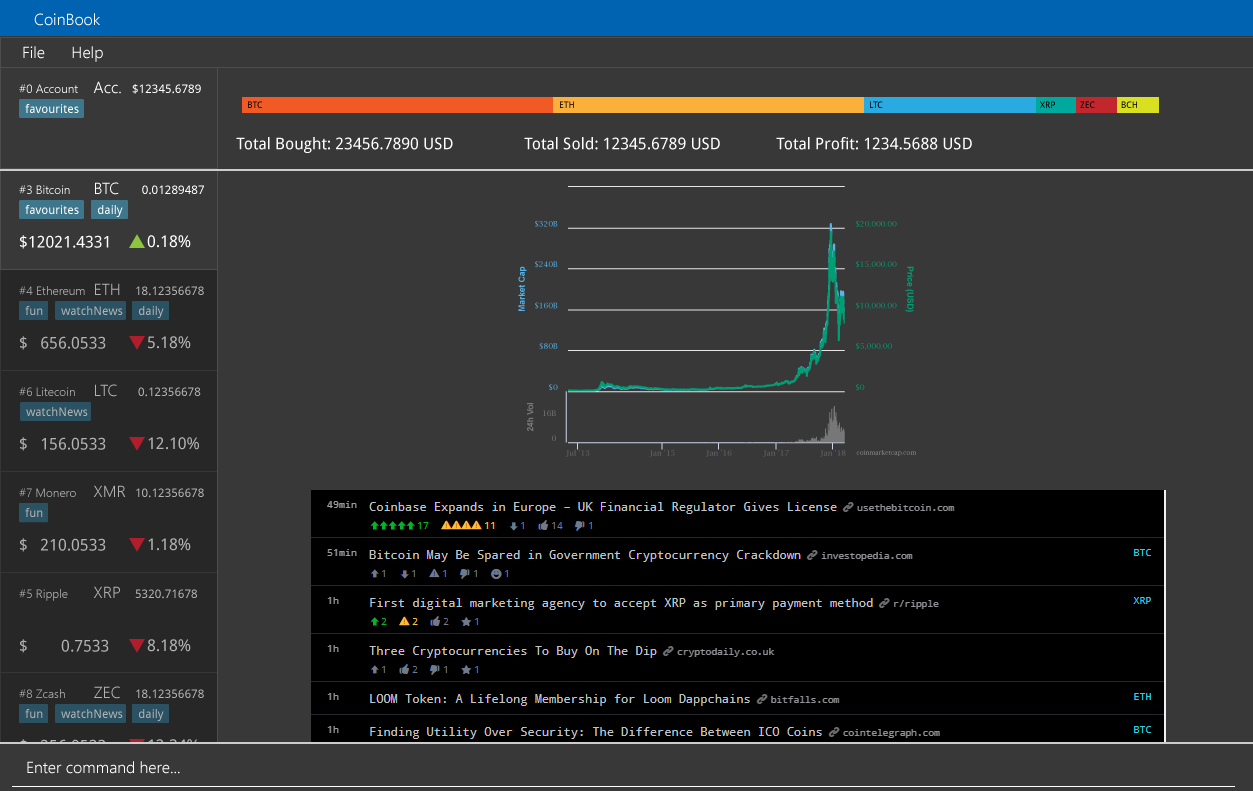 CoinBook
File Help
#0 Account Acc. $12345.6789
favourites
BTC ETH LTC XRP ZEC BCH
Total Bought: 23456.7890 USD Total Sold: 12345.6789 USD Total Profit: 1234.5688 USD
#3 Bitcoin BTC 0.01289487
favourites daily
$12021.4331 0.18%
#4 Ethereum ETH 18.12356678
fun watchNews daily
$ 656.0533 5.18%
#6 Litecoin LTC 0.12356678
watchNews
$ 156.0533 12.10%
#7 Monero XMR 10.12356678
fun
$ 210.0533 1.18%
#5 Ripple XRP 5320.71678
$ 0.7533 8.18%
#8 Zcash ZEC 18.12356678
fun watchNews daily
$320B $20,000.00
$240B $15,000.00
Market Cap
Price (USD)
$160B $10,000.00
$80B $5,000.00
$0 $0
24h Vol
16B
0
Jul '13 Jan '15 Jan '16 Jan '17 Jan '18 coinmarketcap.com
49min Coinbase Expands in Europe – UK Financial Regulator Gives License usethebitcoin.com
17 11 1 14 1
51min Bitcoin May Be Spared in Government Cryptocurrency Crackdown investopedia.com BTC
1 1 1 1 1
1h First digital marketing agency to accept XRP as primary payment method r/ripple XRP
2 2 2 1
1h Three Cryptocurrencies To Buy On The Dip cryptodaily.co.uk
1 2 1 1
1h LOOM Token: A Lifelong Membership for Loom Dappchains bitfalls.com ETH
1h Finding Utility Over Security: The Difference Between ICO Coins cointelegraph.com BTC
Enter command here...